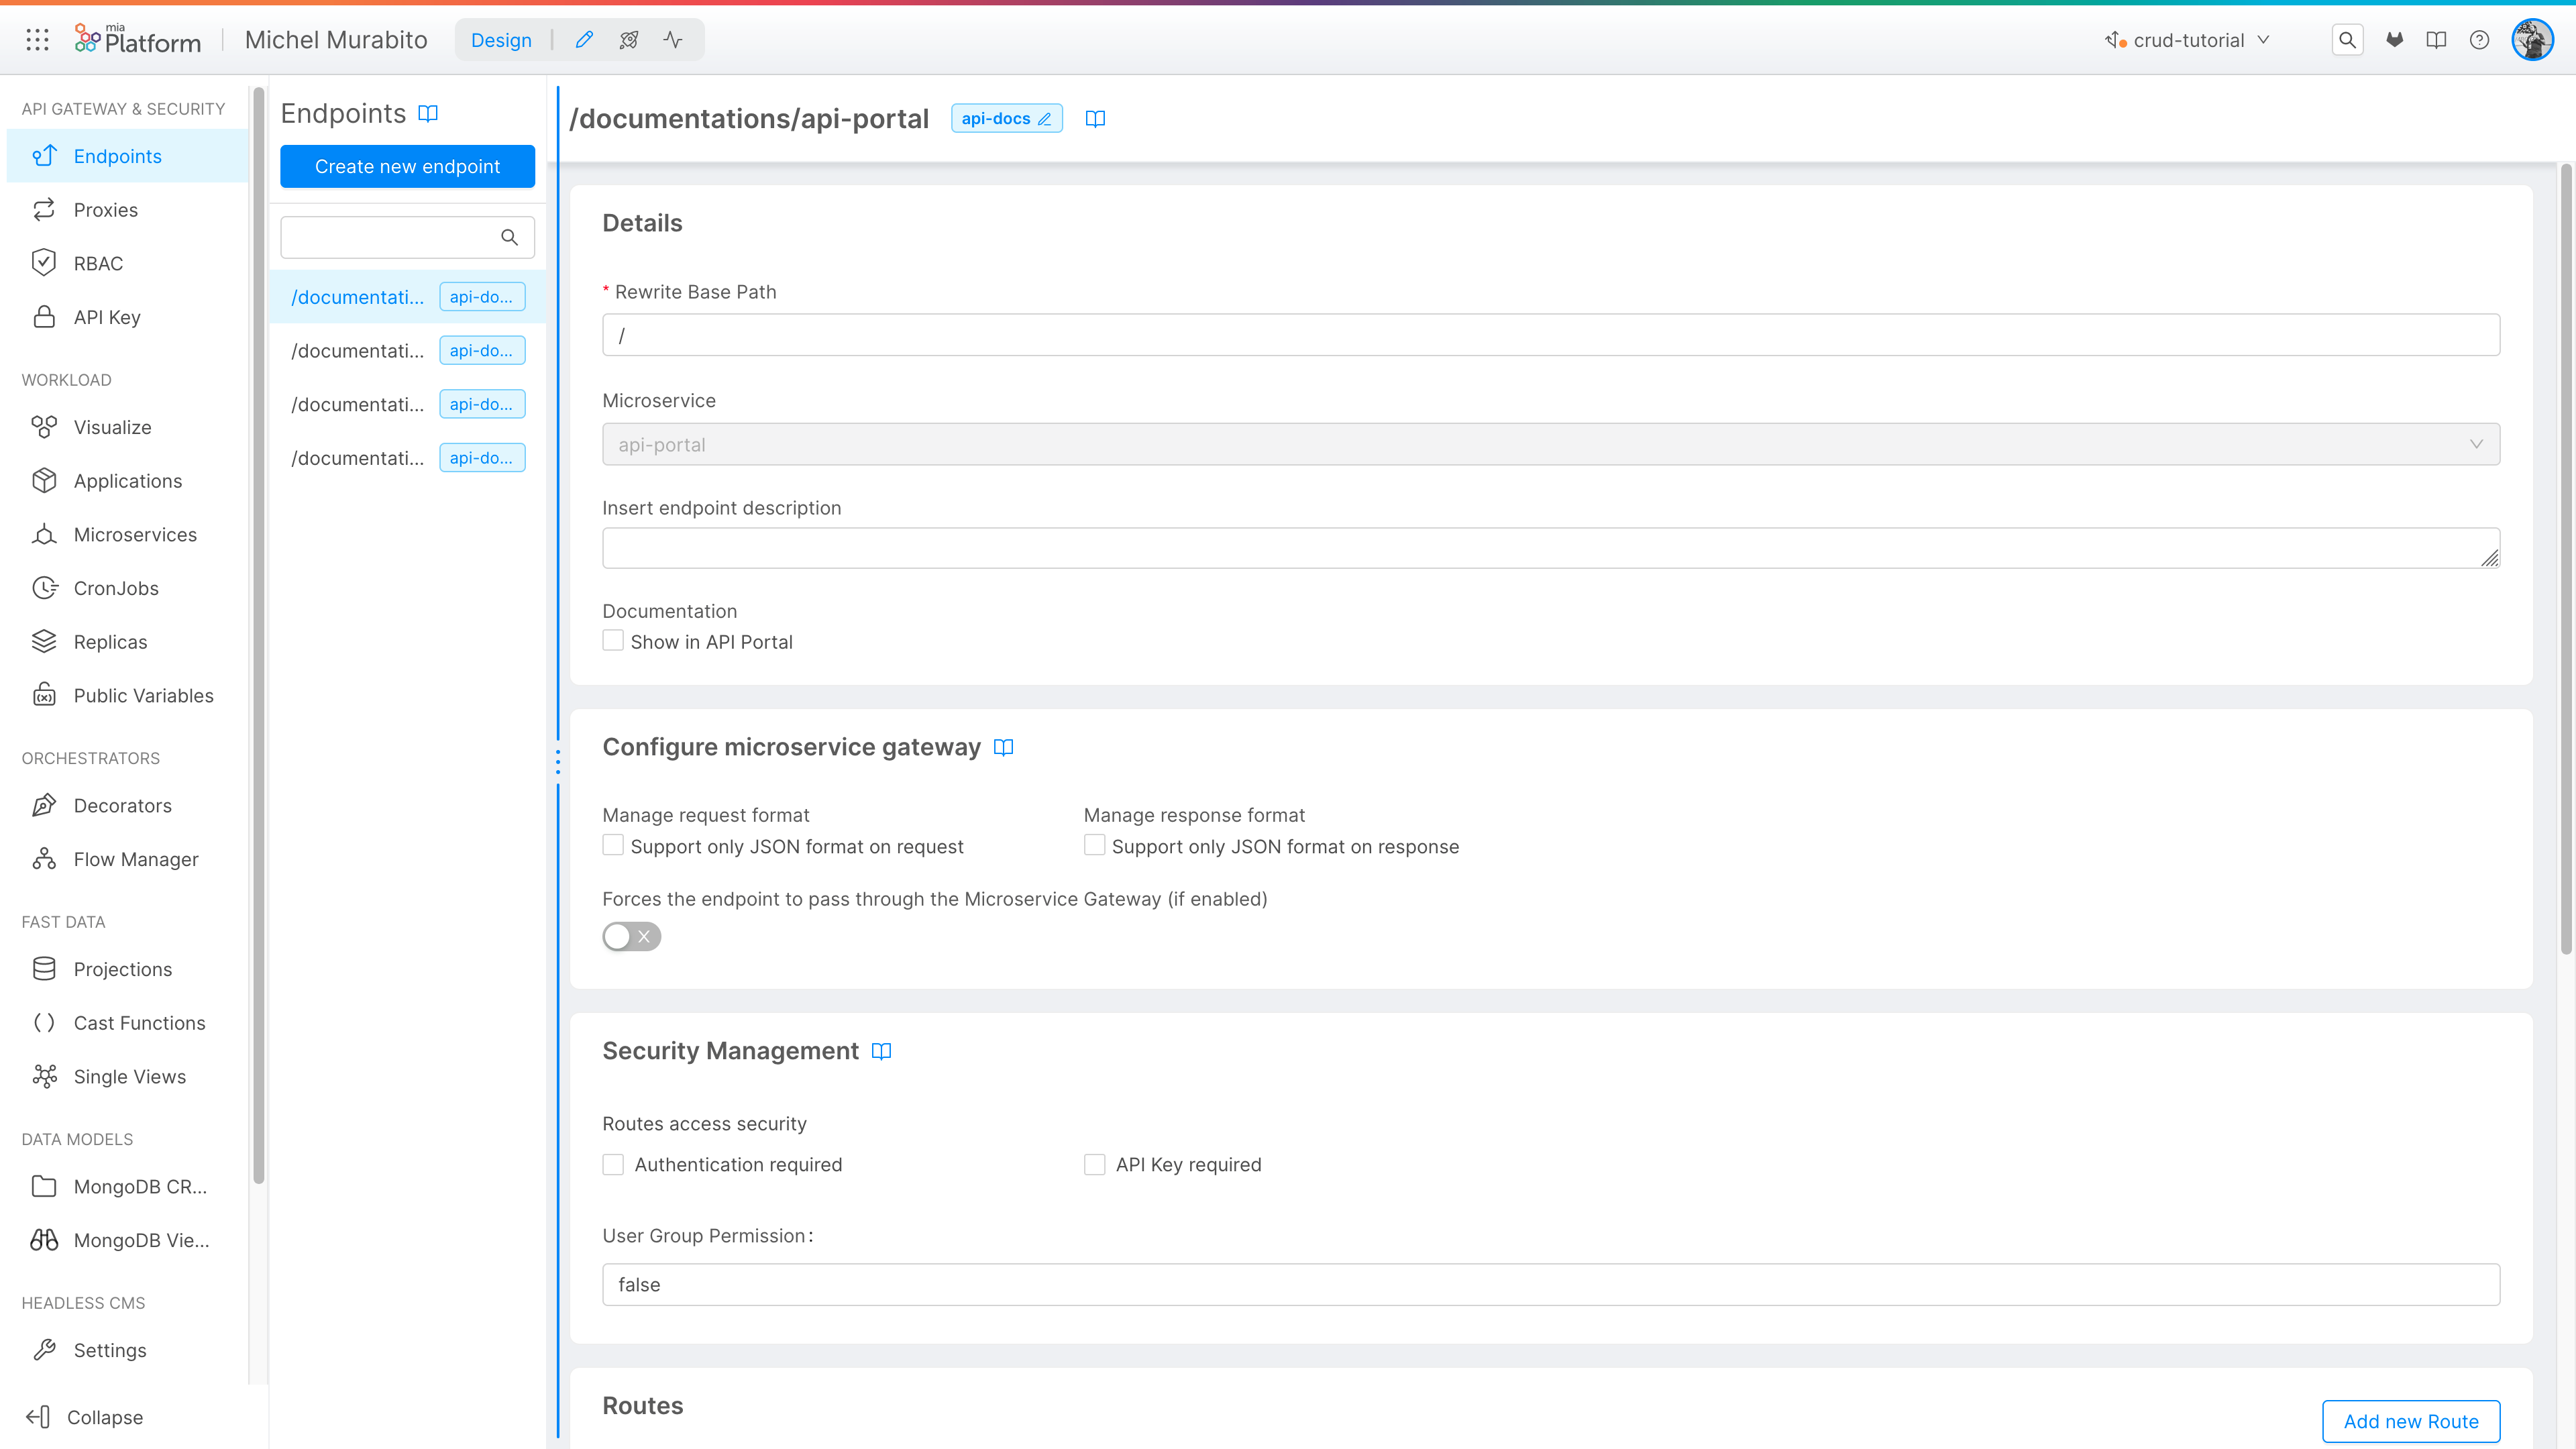 mia
Platform
Michel Murabito
Design
crud-tutorial
API GATEWAY & SECURITY
Endpoints
Proxies
RBAC
API Key
WORKLOAD
Visualize
Applications
Microservices
CronJobs
Replicas
Public Variables
ORCHESTRATORS
Decorators
Flow Manager
FAST DATA
Projections
Cast Functions
Single Views
DATA MODELS
MongoDB CR...
MongoDB Vie...
HEADLESS CMS
Settings
Collapse
Endpoints
Create new endpoint
/documentati... api-do...
/documentati... api-do...
/documentati... api-do...
/documentati... api-do...
/documentations/api-portal api-docs
Details
* Rewrite Base Path
/
Microservice
api-portal
Insert endpoint description
Documentation
Show in API Portal
Configure microservice gateway
Manage request format
Support only JSON format on request
Manage response format
Support only JSON format on response
Forces the endpoint to pass through the Microservice Gateway (if enabled)
Security Management
Routes access security
Authentication required
API Key required
User Group Permission:
false
Routes
Add new Route